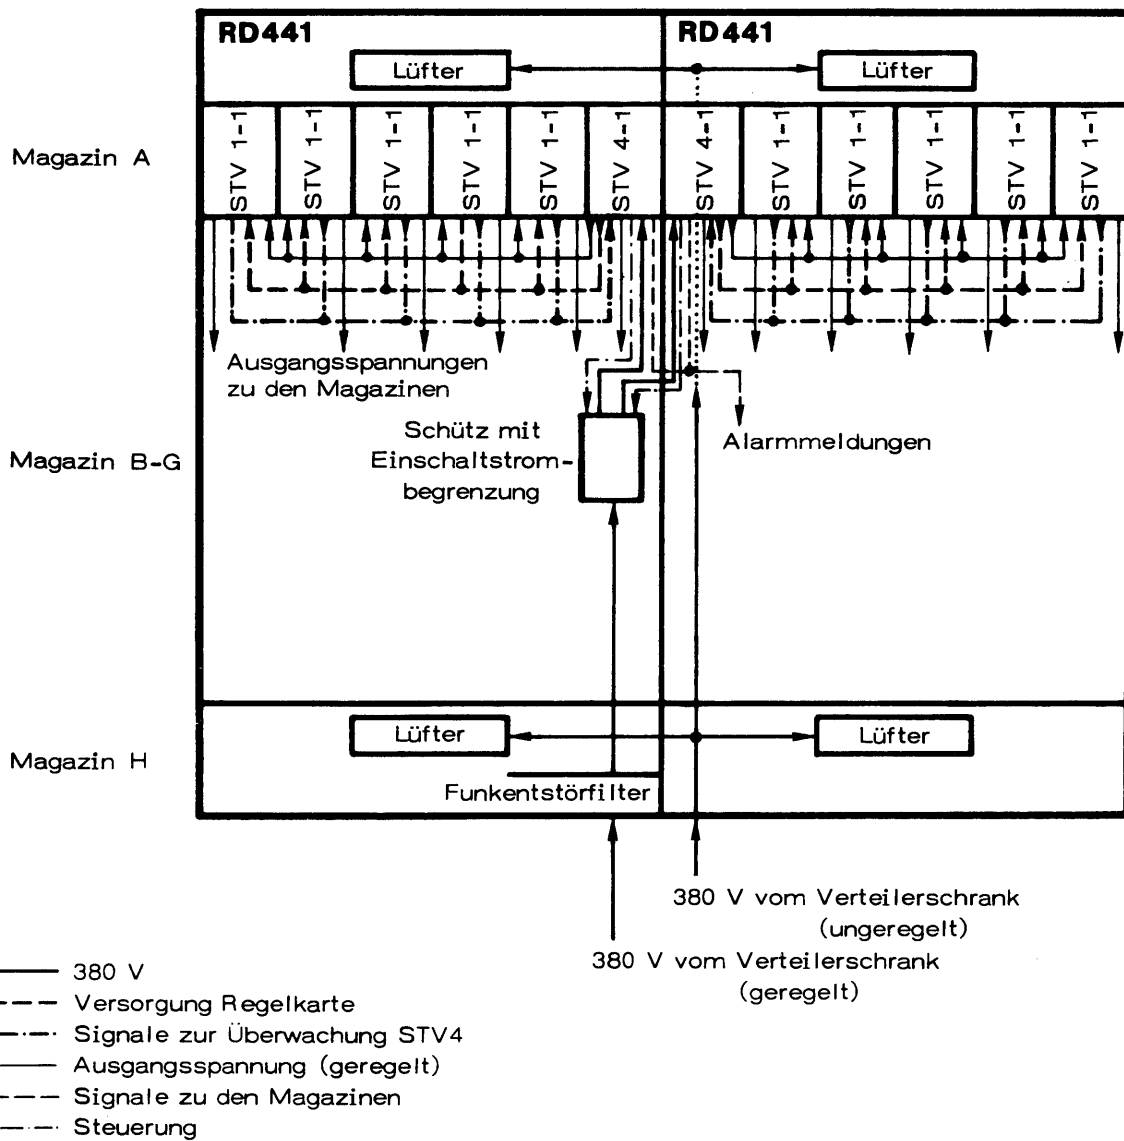 RD441
RD441
Lüfter
Lüfter
Magazin A
STV 1-1
STV 1-1
STV 1-1
STV 1-1
STV 1-1
STV 4-1
STV 4-1
STV 1-1
STV 1-1
STV 1-1
STV 1-1
STV 1-1
Ausgangsspannungen
zu den Magazinen
Magazin B-G
Schütz mit
Einschaltstrom-
begrenzung
Alarmmeldungen
Magazin H
Lüfter
Lüfter
Funkentstörfilter
380 V vom Verteilerschrank
(ungeregelt)
380 V vom Verteilerschrank
(geregelt)
380 V
Versorgung Regelkarte
Signale zur Überwachung STV4
Ausgangsspannung (geregelt)
Signale zu den Magazinen
Steuerung